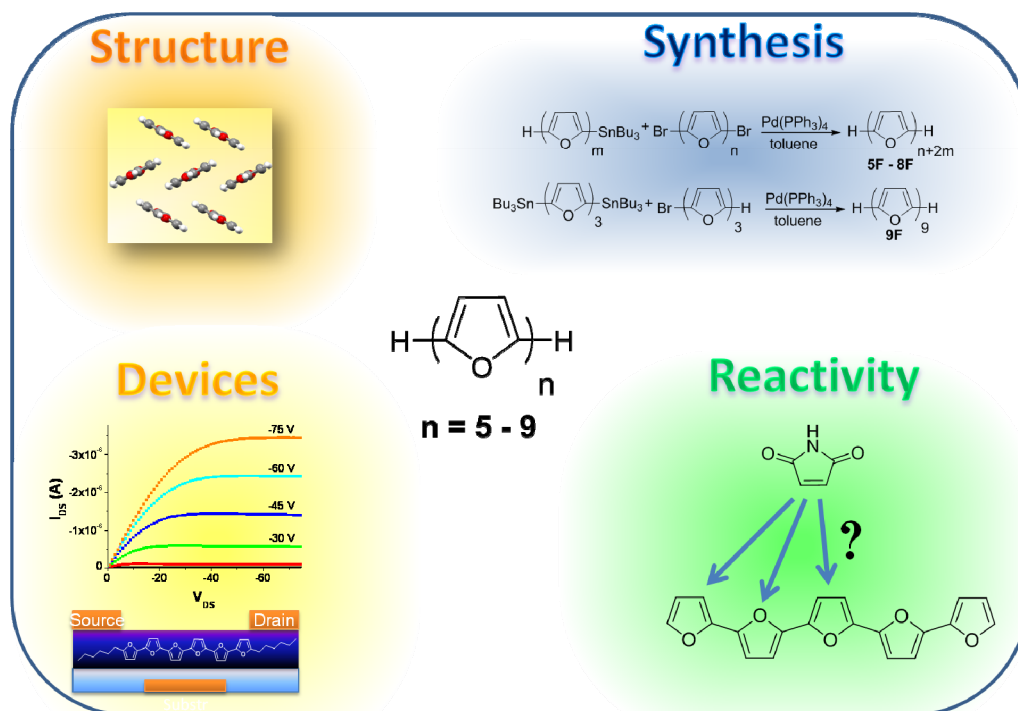 Structure
Synthesis
H ( O )m SnBu3 + Br ( O )n Br Pd(PPh3)4 toluene H ( O )n+2m H
5F - 8F
Bu3Sn ( O )3 SnBu3 + Br ( O )3 H Pd(PPh3)4 toluene H ( O )9 H
9F
H ( O )n H
n = 5 - 9
Devices
-75 V
-60 V
-45 V
-30 V
IDS (A)
-3x10-6
-2x10-6
-1x10-6
0
0 -20 -40 -60
VDS
Source
Drain
O O O O O O
Reactivity
H
N
O O
?
O O O O O